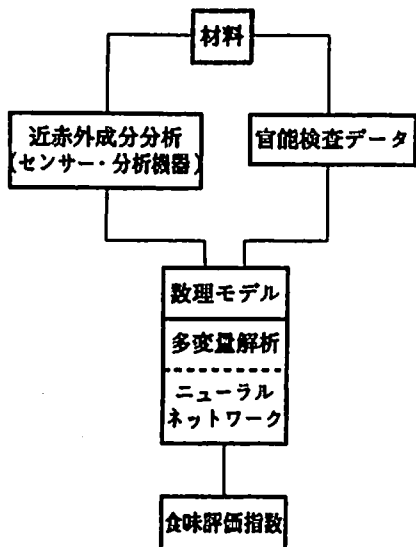 材料
近赤外成分分析
(センサー・分析機器)
官能検査データ
数理モデル
多変量解析
ニューラル
ネットワーク
食味評価指数